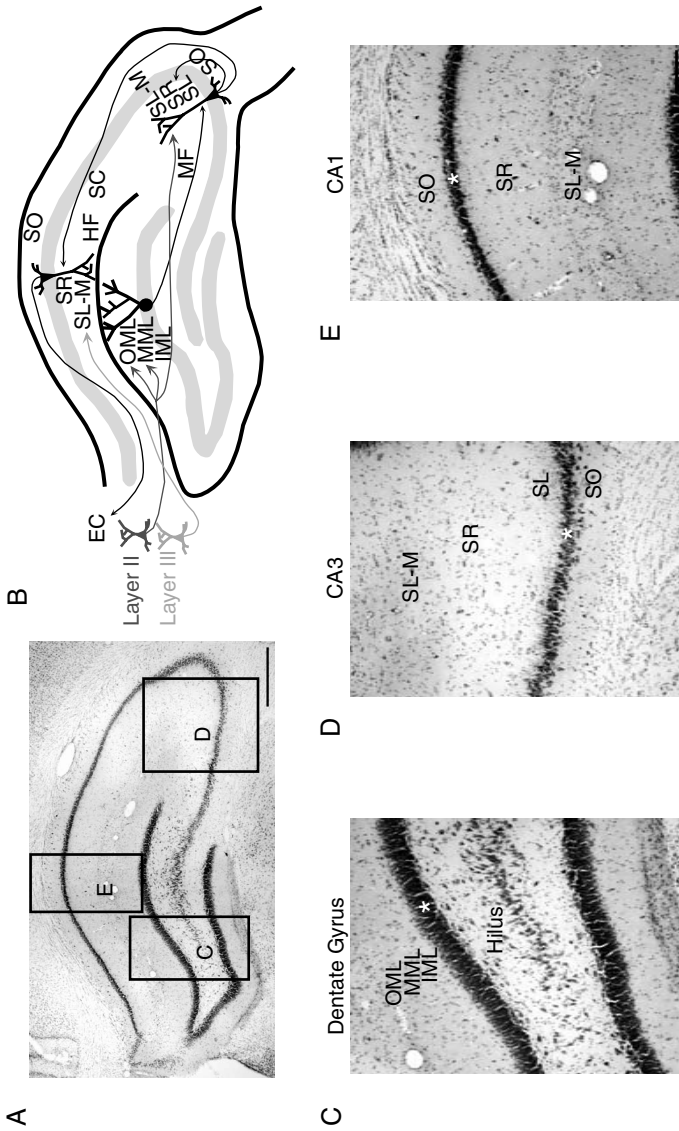 A
E
C
D
B
EC
Layer II
Layer III
SO
SC
HF
SR
SL-M
OML
MML
IML
MF
SL-M
SR
SL
SO
C
Dentate Gyrus
OML
MML
IML
*
Hilus
D
CA3
SL-M
SR
SL
*
SO
E
CA1
SO
*
SR
SL-M